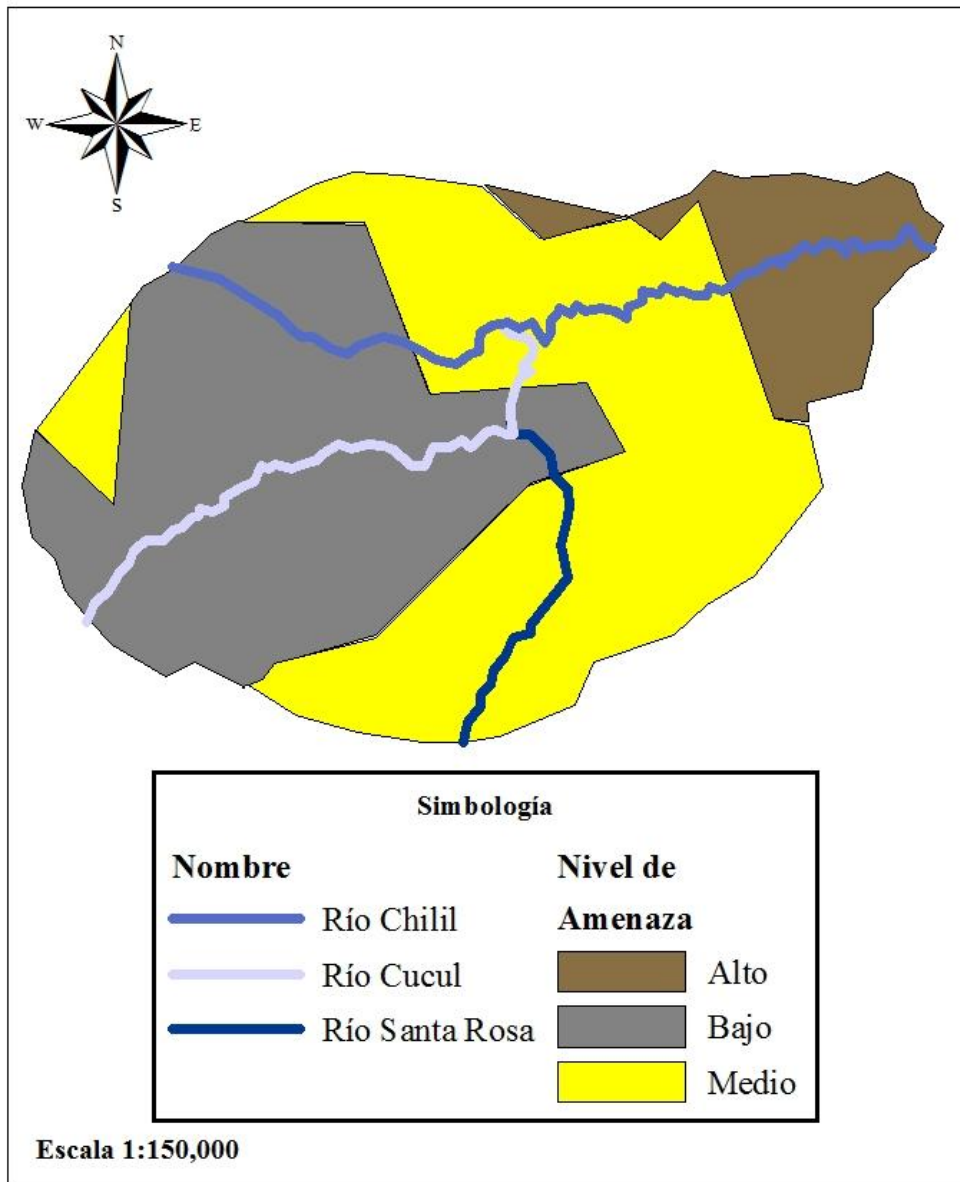 N
W E
S
Simbología
Nombre
Río Chilil
Río Cucul
Río Santa Rosa
Nivel de
Amenaza
Alto
Bajo
Medio
Escala 1:150,000